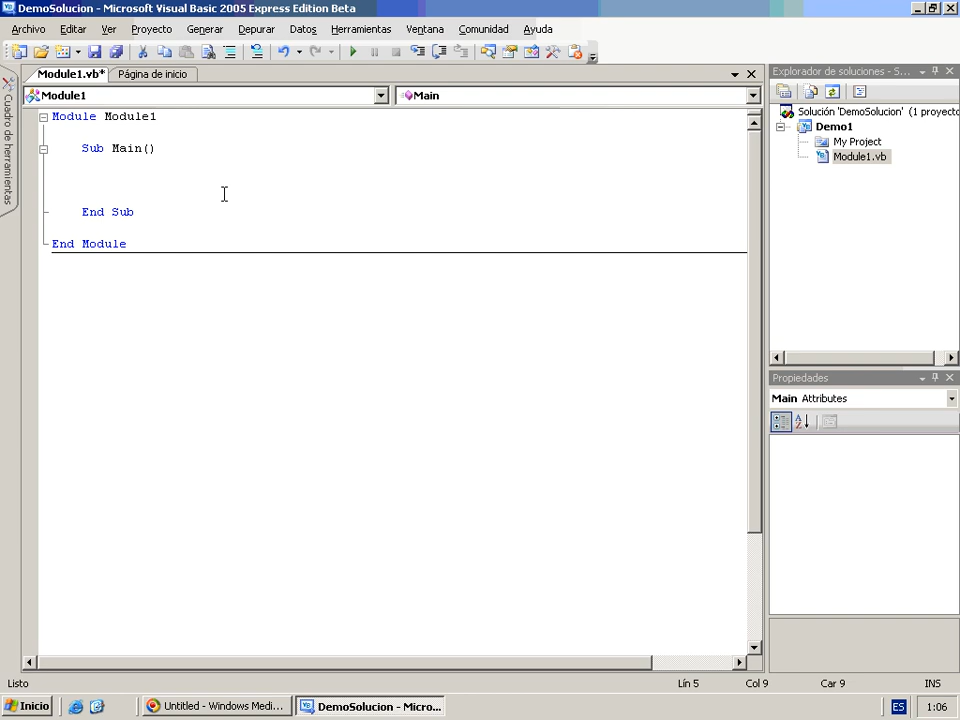 DemoSolucion - Microsoft Visual Basic 2005 Express Edition Beta
Archivo Editar Ver Proyecto Generar Depurar Datos Herramientas Ventana Comunidad Ayuda
Module1.vb* Página de inicio
Module1 Main
Module Module1
Sub Main()
End Sub
End Module
Cuadro de herramientas
Explorador de soluciones - S...
Solución 'DemoSolucion' (1 proyecto
Demo1
My Project
Module1.vb
Propiedades
Main Attributes
Listo Lín 5 Col 9 Car 9 INS
Inicio Untitled - Windows Medi... DemoSolucion - Micro... ES 1:06